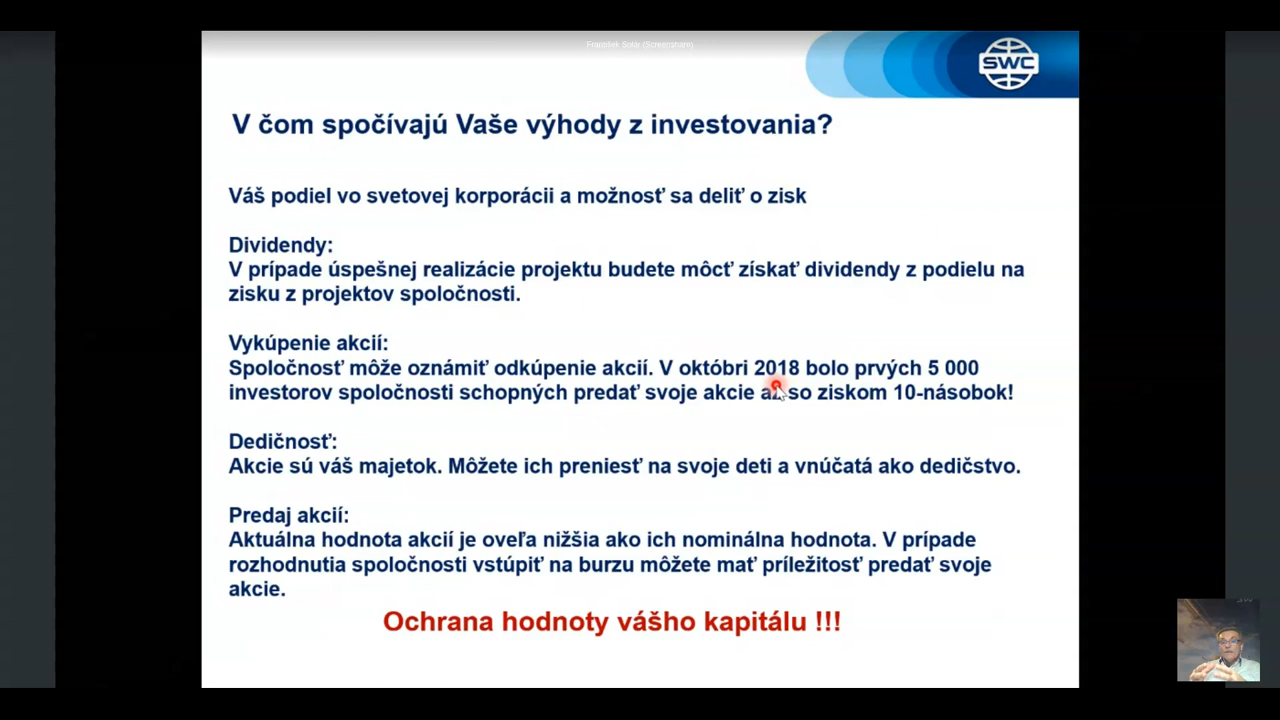 František Solár (Screenshare)
SWC
V čom spočívajú Vaše výhody z investovania?
Váš podiel vo svetovej korporácii a možnosť sa deliť o zisk
Dividendy:
V prípade úspešnej realizácie projektu budete môcť získať dividendy z podielu na
zisku z projektov spoločnosti.
Vykúpenie akcií:
Spoločnosť môže oznámiť odkúpenie akcií. V októbri 2018 bolo prvých 5 000
investorov spoločnosti schopných predať svoje akcie až so ziskom 10-násobok!
Dedičnosť:
Akcie sú váš majetok. Môžete ich preniesť na svoje deti a vnúčatá ako dedičstvo.
Predaj akcií:
Aktuálna hodnota akcií je oveľa nižšia ako ich nominálna hodnota. V prípade
rozhodnutia spoločnosti vstúpiť na burzu môžete mať príležitosť predať svoje
akcie.
Ochrana hodnoty vášho kapitálu !!!